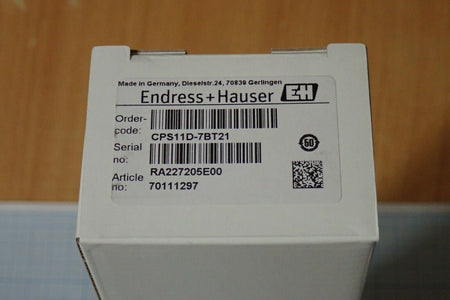 Made in Germany, Dieselstr.24, 70839 Gerlingen
Endress+Hauser EH
Order-
code: CPS11D-7BT21
Serial
no: RA227205E00
Article
no: 70111297